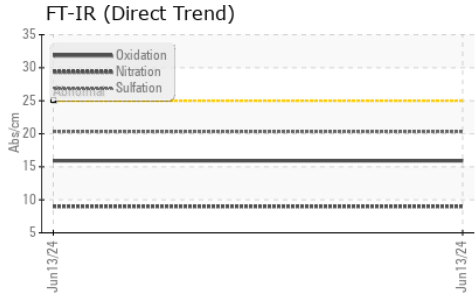 FT-IR (Direct Trend)
35
30
25
20
15
10
5
Abs/cm
Oxidation
Nitration
Sulfation
Abnormal
Jun13/24
Jun13/24